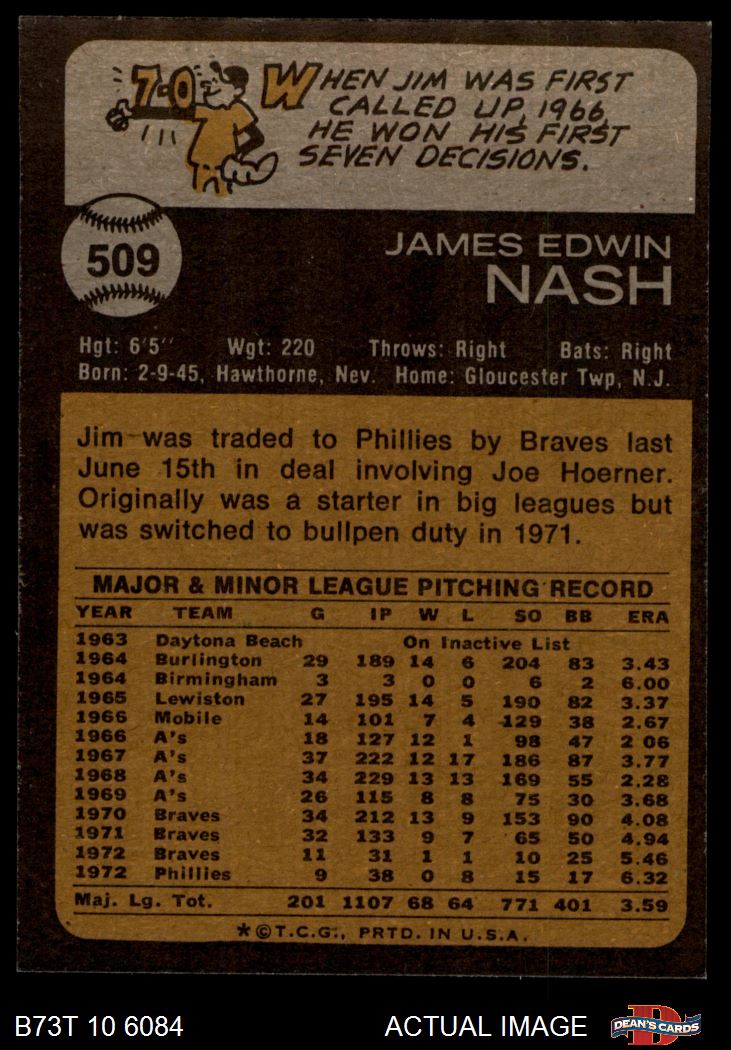 7-0
WHEN JIM WAS FIRST
CALLED UP, 1966,
HE WON HIS FIRST
SEVEN DECISIONS.
509
JAMES EDWIN
NASH
Hgt: 6'5" Wgt: 220 Throws: Right Bats: Right
Born: 2-9-45, Hawthorne, Nev. Home: Gloucester Twp, N.J.
Jim was traded to Phillies by Braves last
June 15th in deal involving Joe Hoerner.
Originally was a starter in big leagues but
was switched to bullpen duty in 1971.
MAJOR & MINOR LEAGUE PITCHING RECORD
YEAR TEAM G IP W L SO BB ERA
1963 Daytona Beach On Inactive List
1964 Burlington 29 189 14 6 204 83 3.43
1964 Birmingham 3 3 0 0 6 2 6.00
1965 Lewiston 27 195 14 5 190 82 3.37
1966 Mobile 14 101 7 4 129 38 2.67
1966 A's 18 127 12 1 98 47 2 06
1967 A's 37 222 12 17 186 87 3.77
1968 A's 34 229 13 13 169 55 2.28
1969 A's 26 115 8 8 75 30 3.68
1970 Braves 34 212 13 9 153 90 4.08
1971 Braves 32 133 9 7 65 50 4.94
1972 Braves 11 31 1 1 10 25 5.46
1972 Phillies 9 38 0 8 15 17 6.32
Maj. Lg. Tot. 201 1107 68 64 771 401 3.59
*©T.C.G., PRTD. IN U.S.A.
B73T 10 6084 ACTUAL IMAGE DEAN'S CARDS